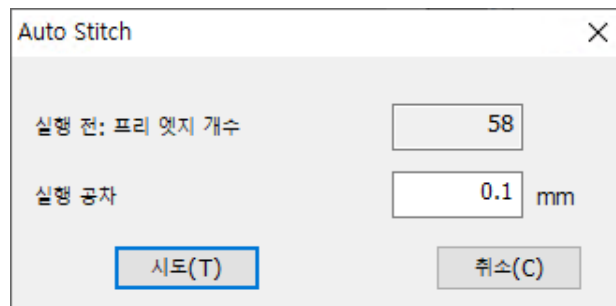 Auto Stitch
실행 전: 프리 엣지 개수 58
실행 공차 0.1 mm
시도(T) 취소(C)